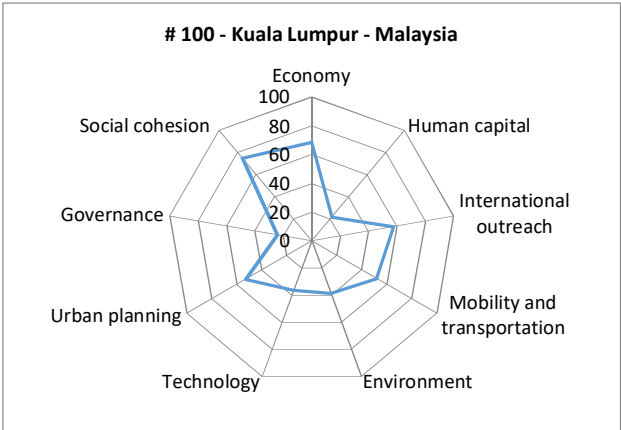 # 100 - Kuala Lumpur - Malaysia
Economy
100
80
60
40
20
0
Human capital
International
outreach
Mobility and
transportation
Environment
Technology
Urban planning
Governance
Social cohesion